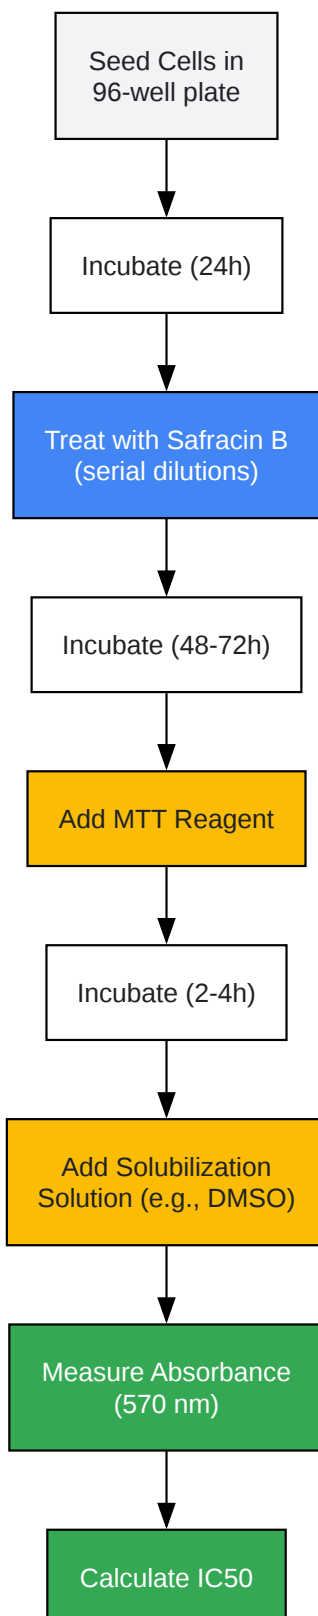 Seed Cells in
96-well plate
Incubate (24h)
Treat with Safracin B
(serial dilutions)
Incubate (48-72h)
Add MTT Reagent
Incubate (2-4h)
Add Solubilization
Solution (e.g., DMSO)
Measure Absorbance
(570 nm)
Calculate IC50